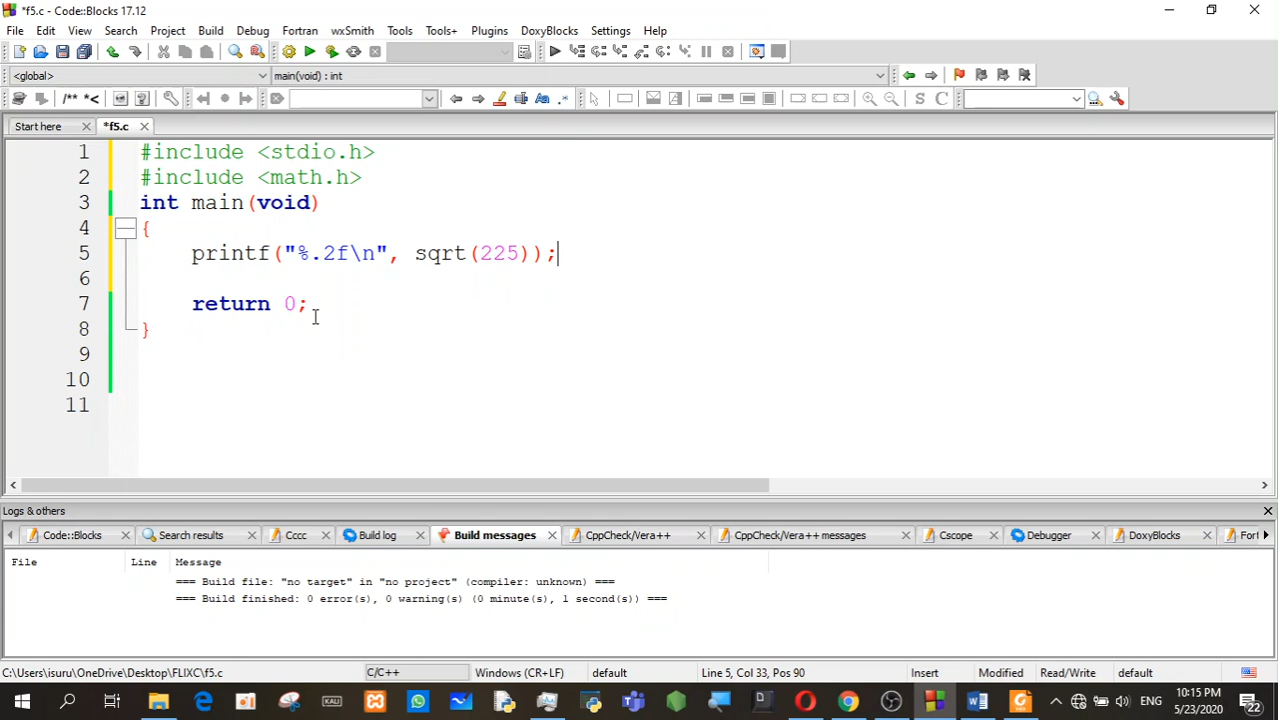 *f5.c - Code::Blocks 17.12
File Edit View Search Project Build Debug Fortran wxSmith Tools Tools+ Plugins DoxyBlocks Settings Help
<global> main(void) : int
/** *< S C
Start here *f5.c
1 #include <stdio.h>
2 #include <math.h>
3 int main(void)
4 {
5 printf("%.2f\n", sqrt(225));
6
7 return 0;
8 }
9
10
11
Logs & others
Code::Blocks Search results Cccc Build log Build messages CppCheck/Vera++ CppCheck/Vera++ messages Cscope Debugger DoxyBlocks Fort
File Line Message
=== Build file: "no target" in "no project" (compiler: unknown) ===
=== Build finished: 0 error(s), 0 warning(s) (0 minute(s), 1 second(s)) ===
C:\Users\isuru\OneDrive\Desktop\FLIXC\f5.c C/C++ Windows (CR+LF) default Line 5, Col 33, Pos 90 Insert Modified Read/Write default
KALI ENG 10:15 PM
5/23/2020 22